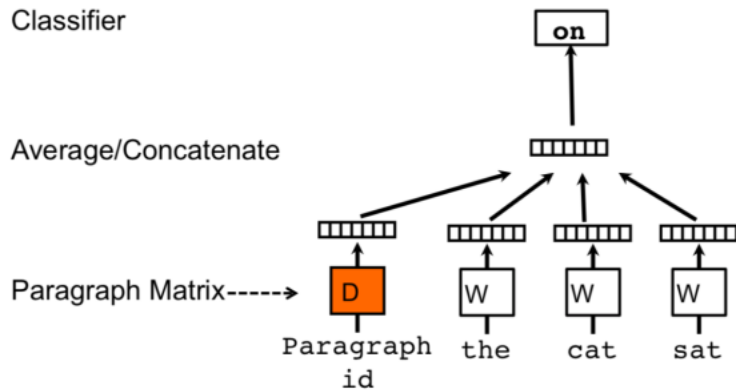 Classifier
on
Average/Concatenate
Paragraph Matrix
D
W
W
W
Paragraph
id
the
cat
sat